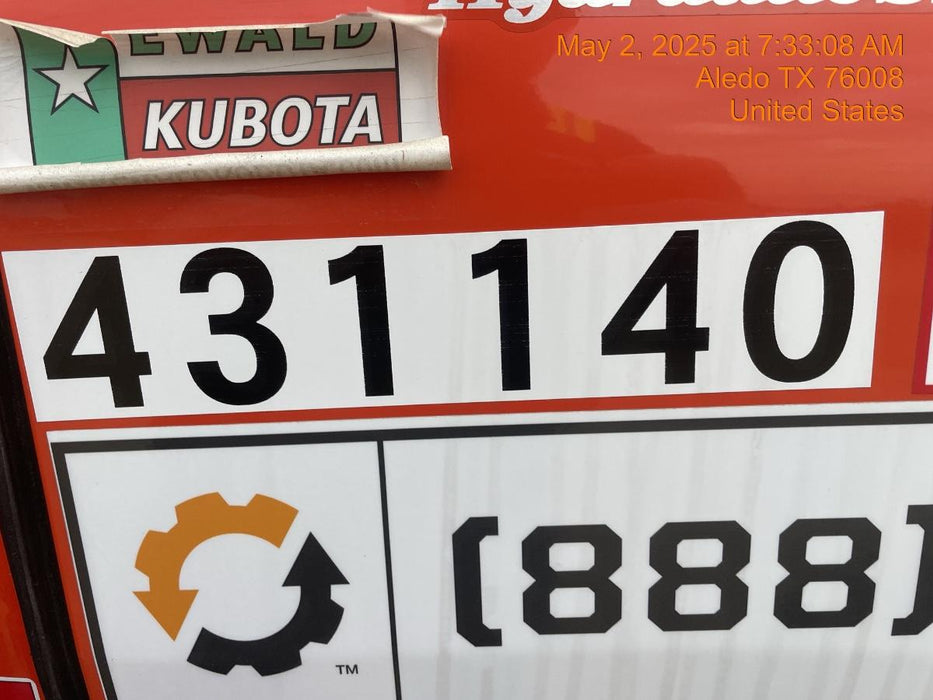 May 2, 2025 at 7:33:08 AM
Aledo TX 76008
United States
EWALD
KUBOTA
431140
(888)
TM